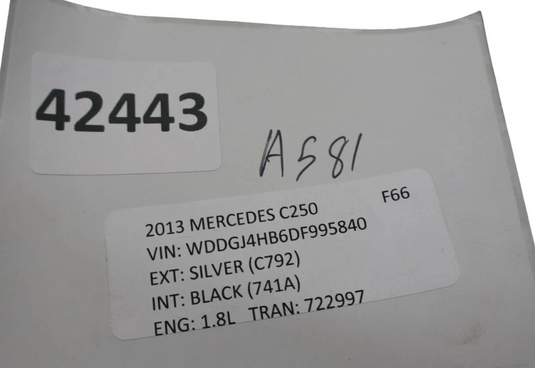 42443
A581
2013 MERCEDES C250 F66
VIN: WDDGJ4HB6DF995840
EXT: SILVER (C792)
INT: BLACK (741A)
ENG: 1.8L TRAN: 722997